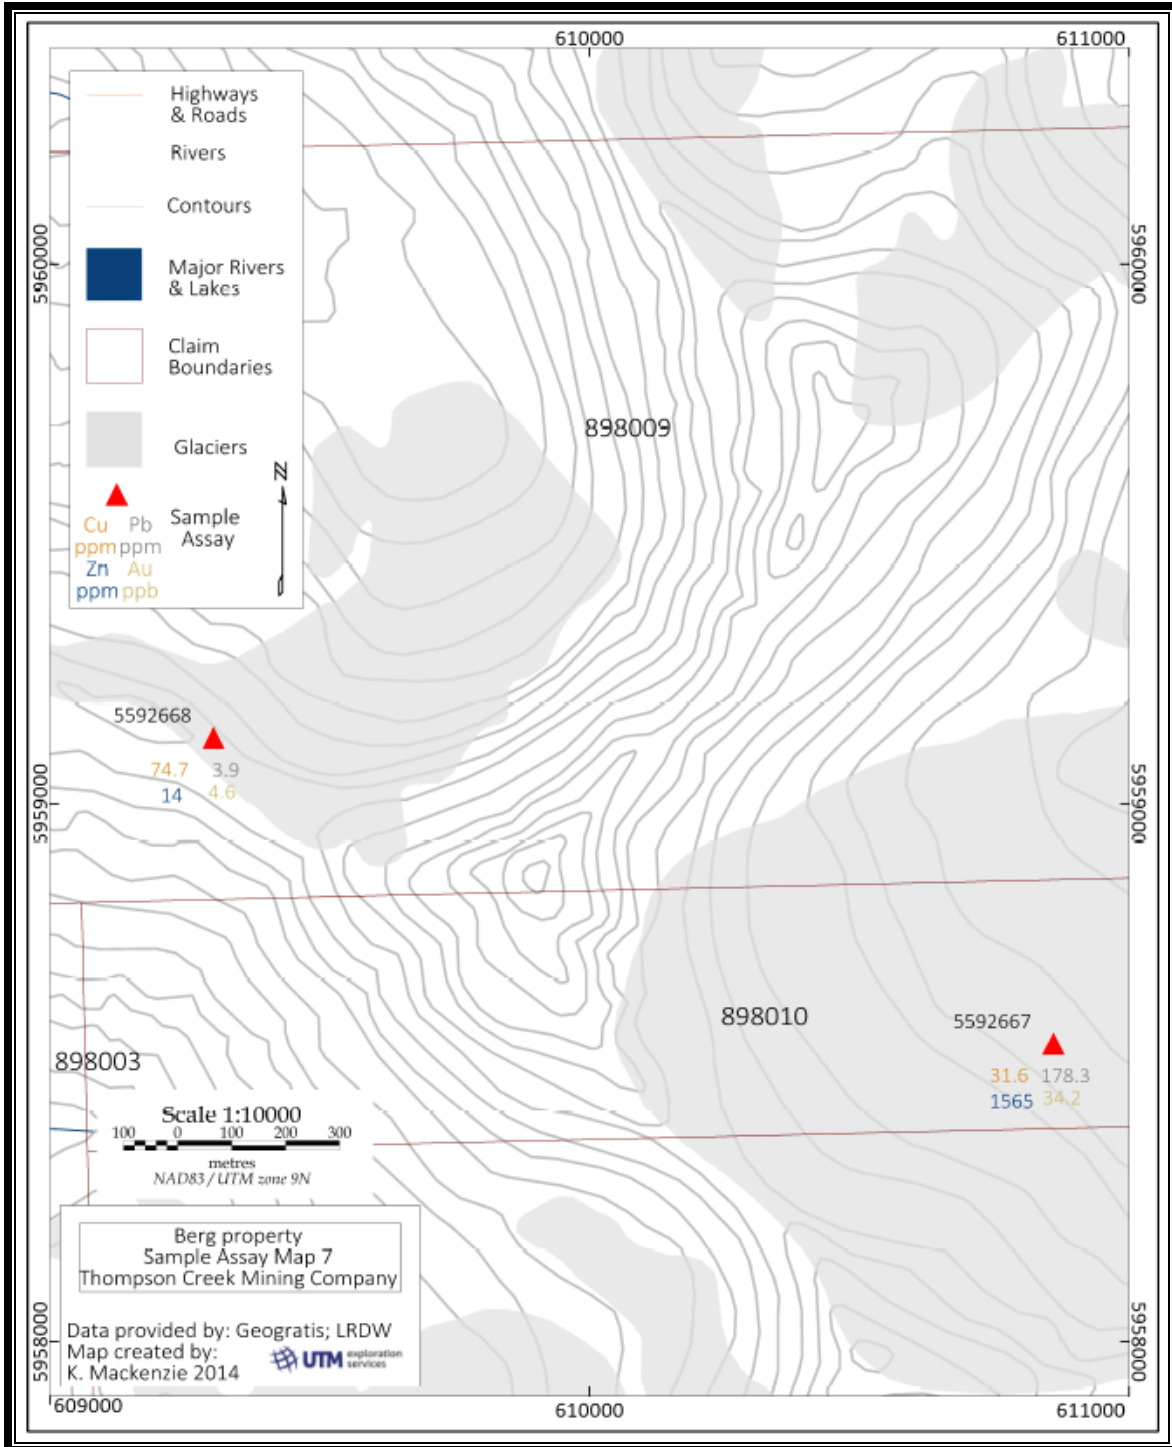 610000
611000
Highways
& Roads
Rivers
Contours
Major Rivers
& Lakes
Claim
Boundaries
Glaciers
N
Sample
Assay
Cu Pb
ppm ppm
Zn Au
ppm ppb
5960000
5960000
898009
5592668
74.7 3.9
14 4.6
5959000
5959000
898010
5592667
31.6 178.3
1565 34.2
898003
Scale 1:10000
100 0 100 200 300
metres
NAD83 / UTM zone 9N
Berg property
Sample Assay Map 7
Thompson Creek Mining Company
Data provided by: Geogratis; LRDW
Map created by:
K. Mackenzie 2014
UTM exploration
services
5958000
5958000
609000
610000
611000